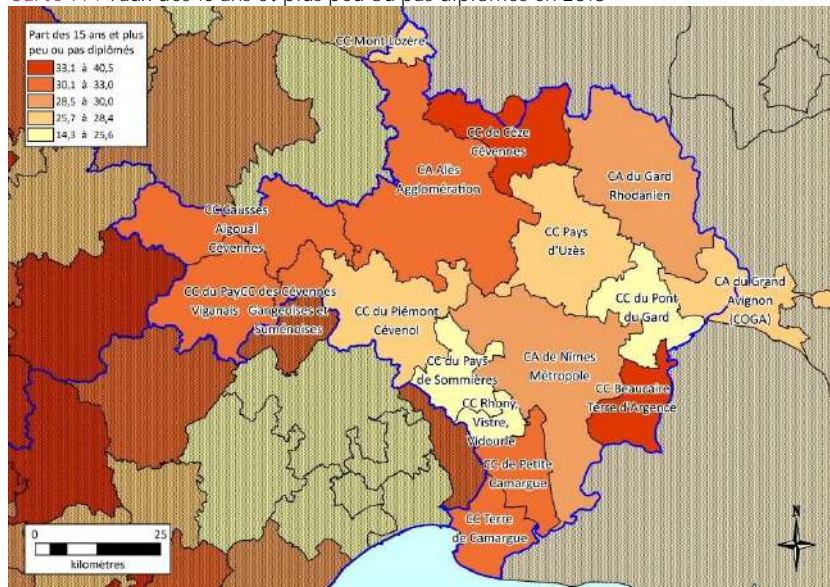 Part des 15 ans et plus
peu ou pas diplômés
33,1 à 40,5
30,1 à 33,0
28,5 à 30,0
25,7 à 28,4
14,3 à 25,6
CC Mont Lozère
CC de Cèze
Cévennes
CA Alès
Agglomération
CA du Gard
Rhodanien
CC Causses
Aigoual
Cévennes
CC Pays
d'Uzès
CC du Pay
Viganais
CC des Cévennes
Gangeoises et
Suménoises
CC du Piémont
Cévenol
CC du Pont
du Gard
CA du Grand
Avignon
(COGA)
CC du Pays
de Sommières
CA de Nîmes
Métropole
CC Beaucaire
Terre d'Argence
CC Rhony,
Vistre,
Vidourle
CC de Petite
Camargue
CC Terre
de Camargue
N
0
25
kilomètres